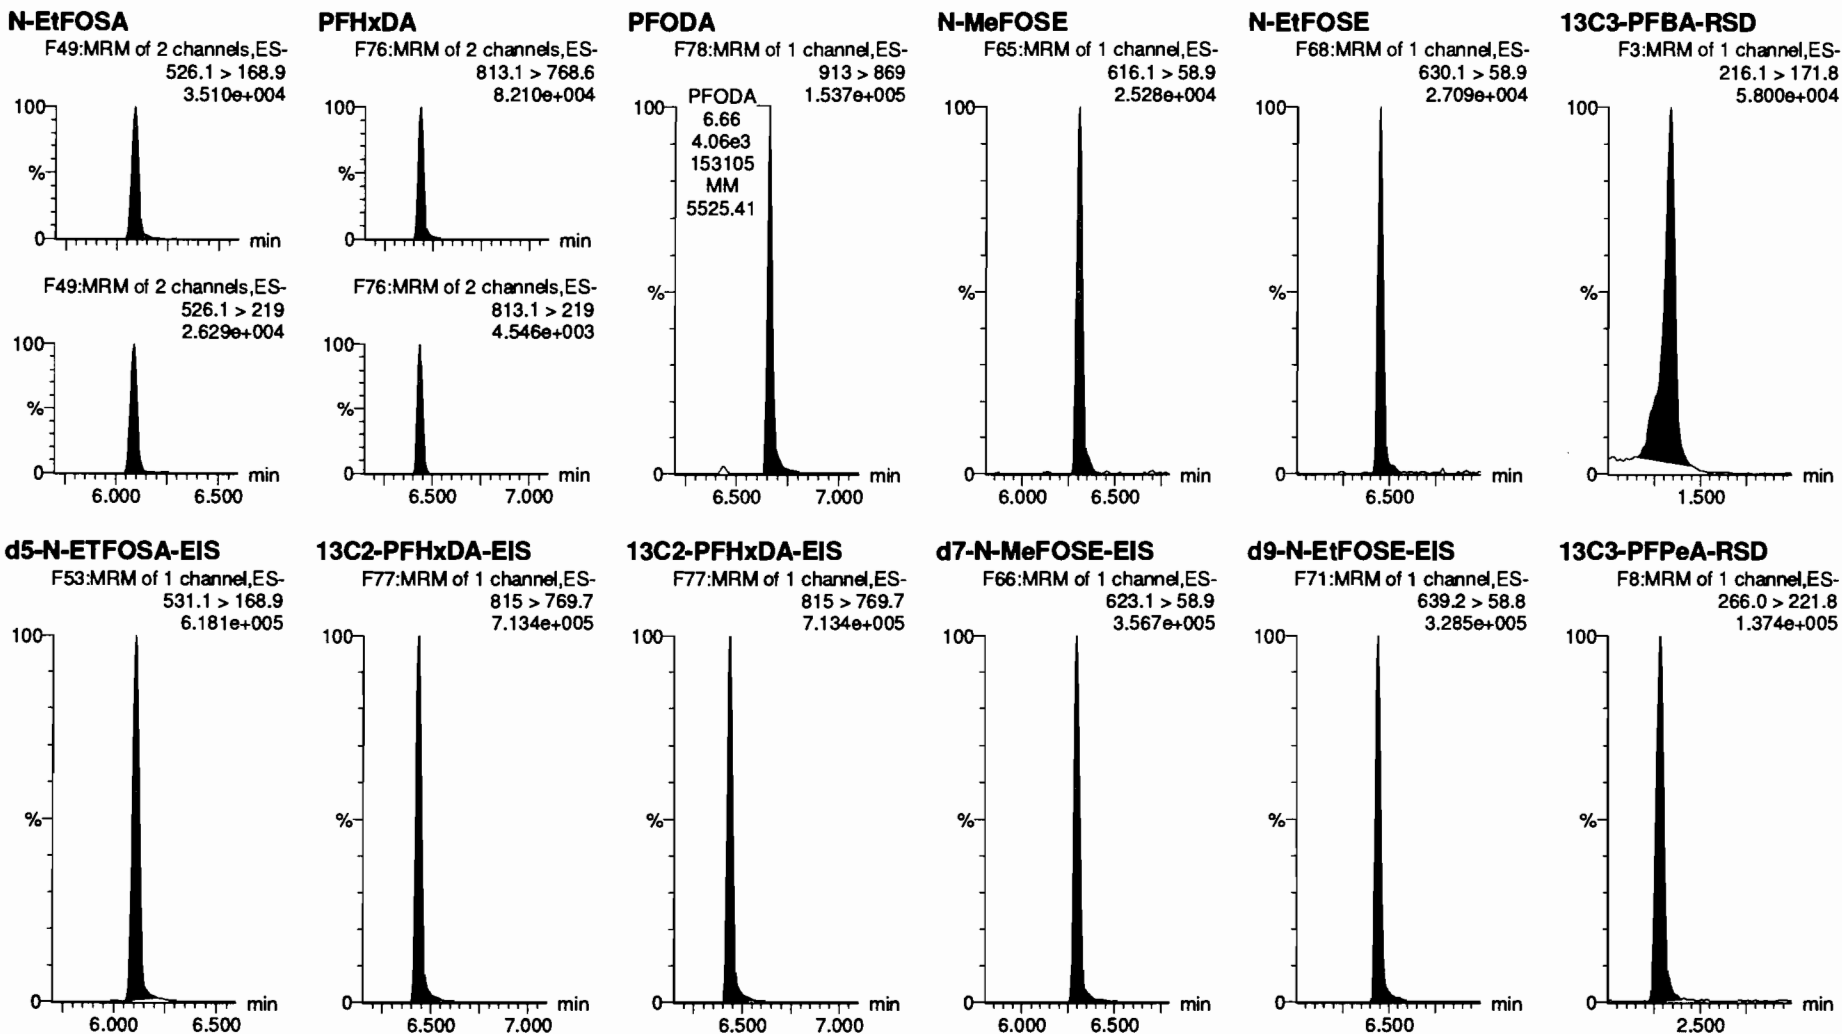 N-EtFOSA
F49:MRM of 2 channels,ES-
526.1 > 168.9
3.510e+004
100
%
0
min
F49:MRM of 2 channels,ES-
526.1 > 219
2.629e+004
100
%
0
min
6.000 6.500
PFHxDA
F76:MRM of 2 channels,ES-
813.1 > 768.6
8.210e+004
100
%
0
min
F76:MRM of 2 channels,ES-
813.1 > 219
4.546e+003
100
%
0
min
6.500 7.000
PFODA
F78:MRM of 1 channel,ES-
913 > 869
1.537e+005
100
PFODA
6.66
4.06e3
153105
MM
5525.41
%
0
min
6.500 7.000
N-MeFOSE
F65:MRM of 1 channel,ES-
616.1 > 58.9
2.528e+004
100
%
0
min
6.000 6.500
N-EtFOSE
F68:MRM of 1 channel,ES-
630.1 > 58.9
2.709e+004
100
%
0
min
6.500
13C3-PFBA-RSD
F3:MRM of 1 channel,ES-
216.1 > 171.8
5.800e+004
100
%
0
min
1.500
d5-N-ETFOSA-EIS
F53:MRM of 1 channel,ES-
531.1 > 168.9
6.181e+005
100
%
0
min
6.000 6.500
13C2-PFHxDA-EIS
F77:MRM of 1 channel,ES-
815 > 769.7
7.134e+005
100
%
0
min
6.500 7.000
13C2-PFHxDA-EIS
F77:MRM of 1 channel,ES-
815 > 769.7
7.134e+005
100
%
0
min
6.500 7.000
d7-N-MeFOSE-EIS
F66:MRM of 1 channel,ES-
623.1 > 58.9
3.567e+005
100
%
0
min
6.000 6.500
d9-N-EtFOSE-EIS
F71:MRM of 1 channel,ES-
639.2 > 58.8
3.285e+005
100
%
0
min
6.500
13C3-PFPeA-RSD
F8:MRM of 1 channel,ES-
266.0 > 221.8
1.374e+005
100
%
0
min
2.500